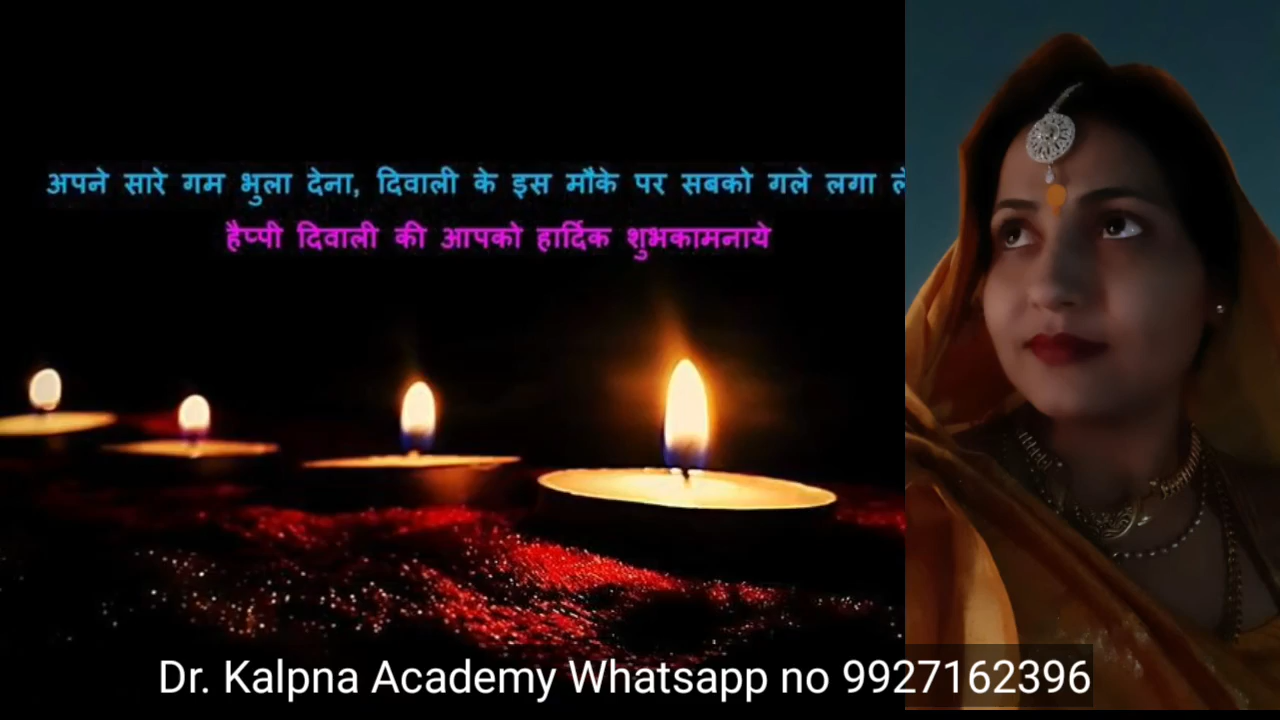 अपने सारे गम भुला देना, दिवाली के इस मौके पर सबको गले लगा
हैप्पी दिवाली की आपको हार्दिक शुभकामनाये
Dr. Kalpna Academy Whatsapp no 9927162396